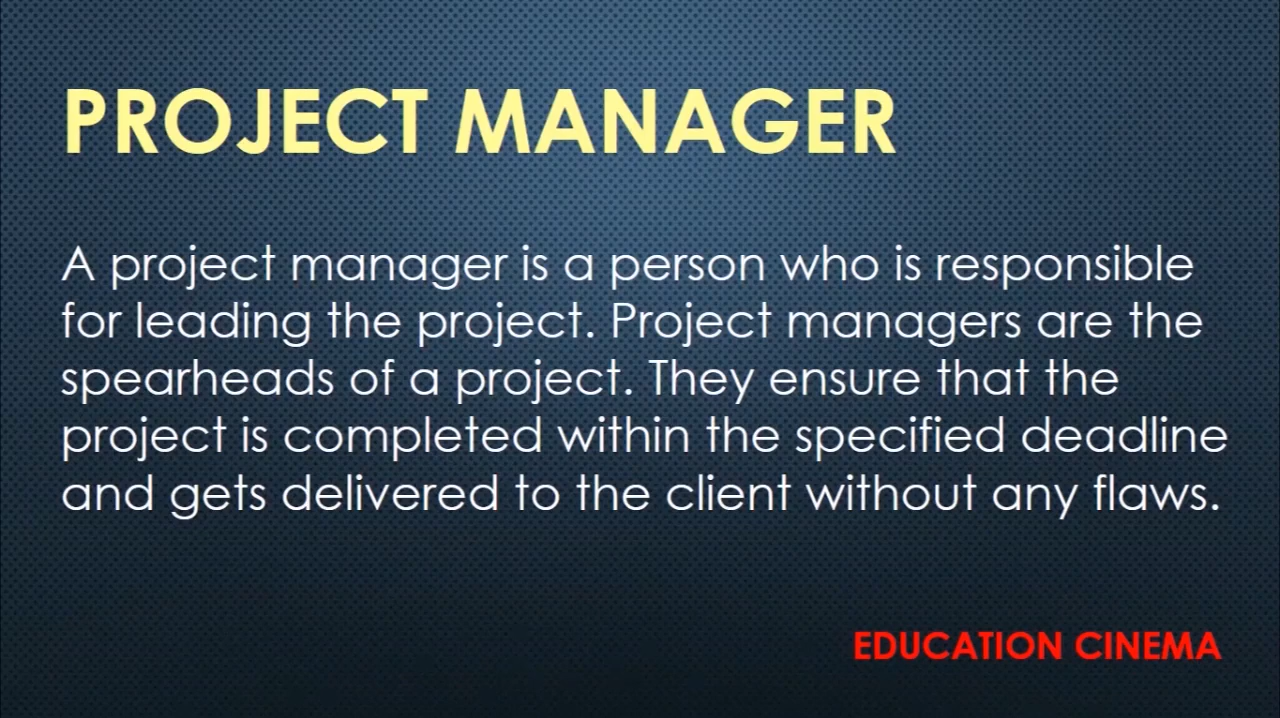 PROJECT MANAGER
A project manager is a person who is responsible
for leading the project. Project managers are the
spearheads of a project. They ensure that the
project is completed within the specified deadline
and gets delivered to the client without any flaws.
EDUCATION CINEMA